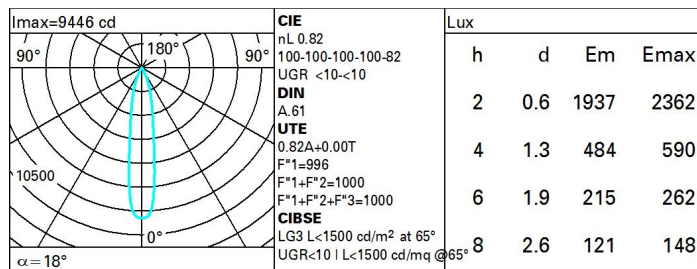 Imax=9446 cd
90°
180°
90°
10500
0°
α=18°
CIE
nL 0.82
100-100-100-100-82
UGR <10-<10
DIN
A.61
UTE
0.82A+0.00T
F"1=996
F"1+F"2=1000
F"1+F"2+F"3=1000
CIBSE
LG3 L<1500 cd/m² at 65°
UGR<10 | L<1500 cd/mq @65°
Lux
h d Em Emax
2 0.6 1937 2362
4 1.3 484 590
6 1.9 215 262
8 2.6 121 148